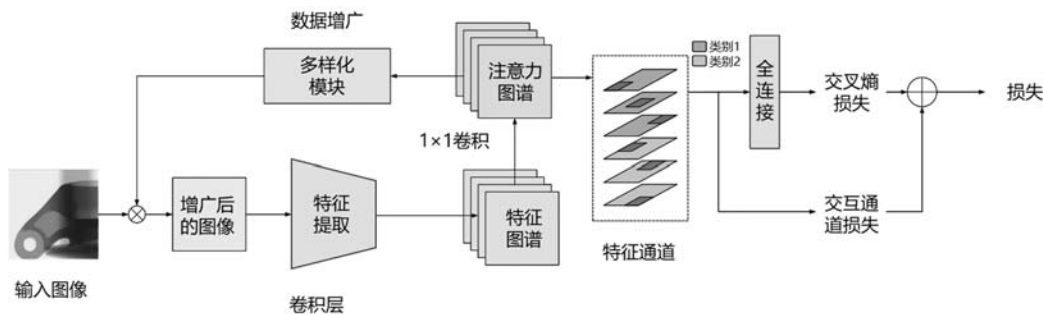 数据增广
多样化
模块
注意力
图谱
类别1
类别2
全连接
交叉熵
损失
损失
1×1卷积
增广后
的图像
特征
提取
特征
图谱
交互通
道损失
特征通道
输入图像
卷积层